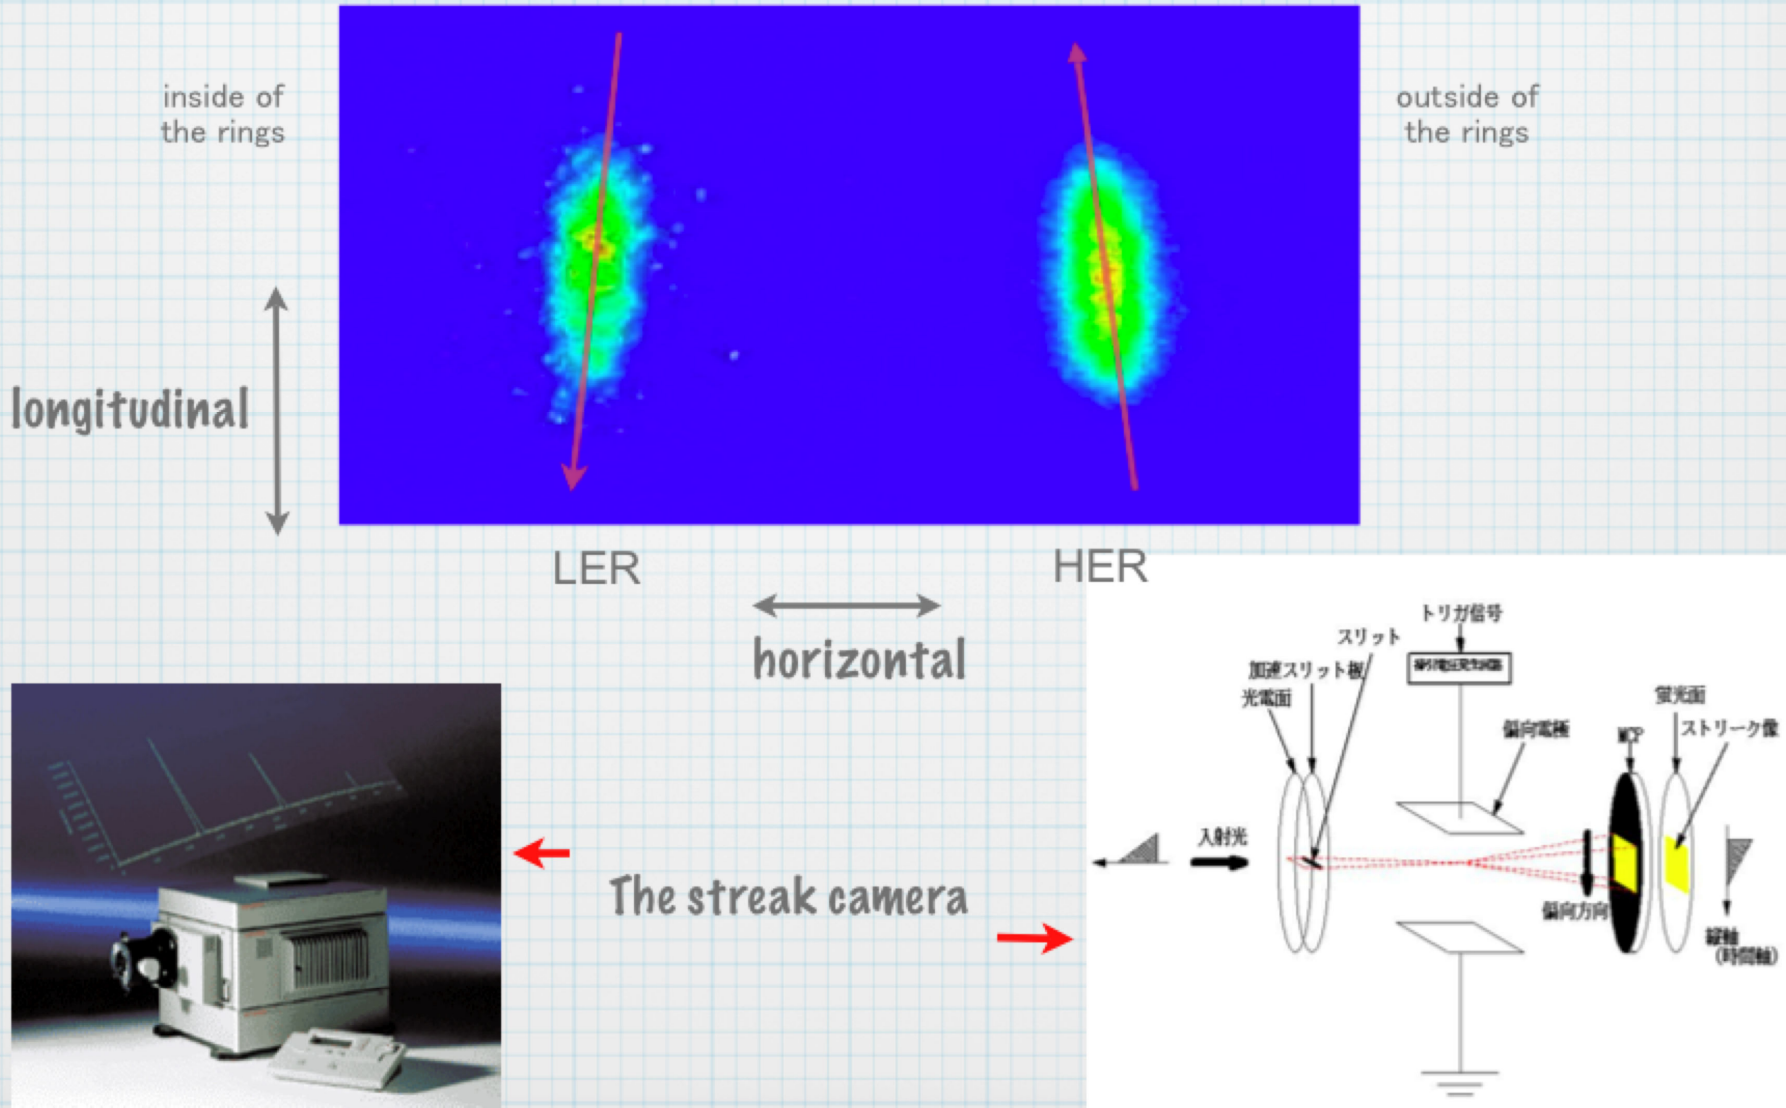 inside of
the rings
outside of
the rings
longitudinal
LER
HER
horizontal
The streak camera
トリガ信号
スリット
加速スリット板
光電面
偏向電極
MCP
蛍光面
ストリーク像
入射光
偏向方向
縦軸
(時間軸)